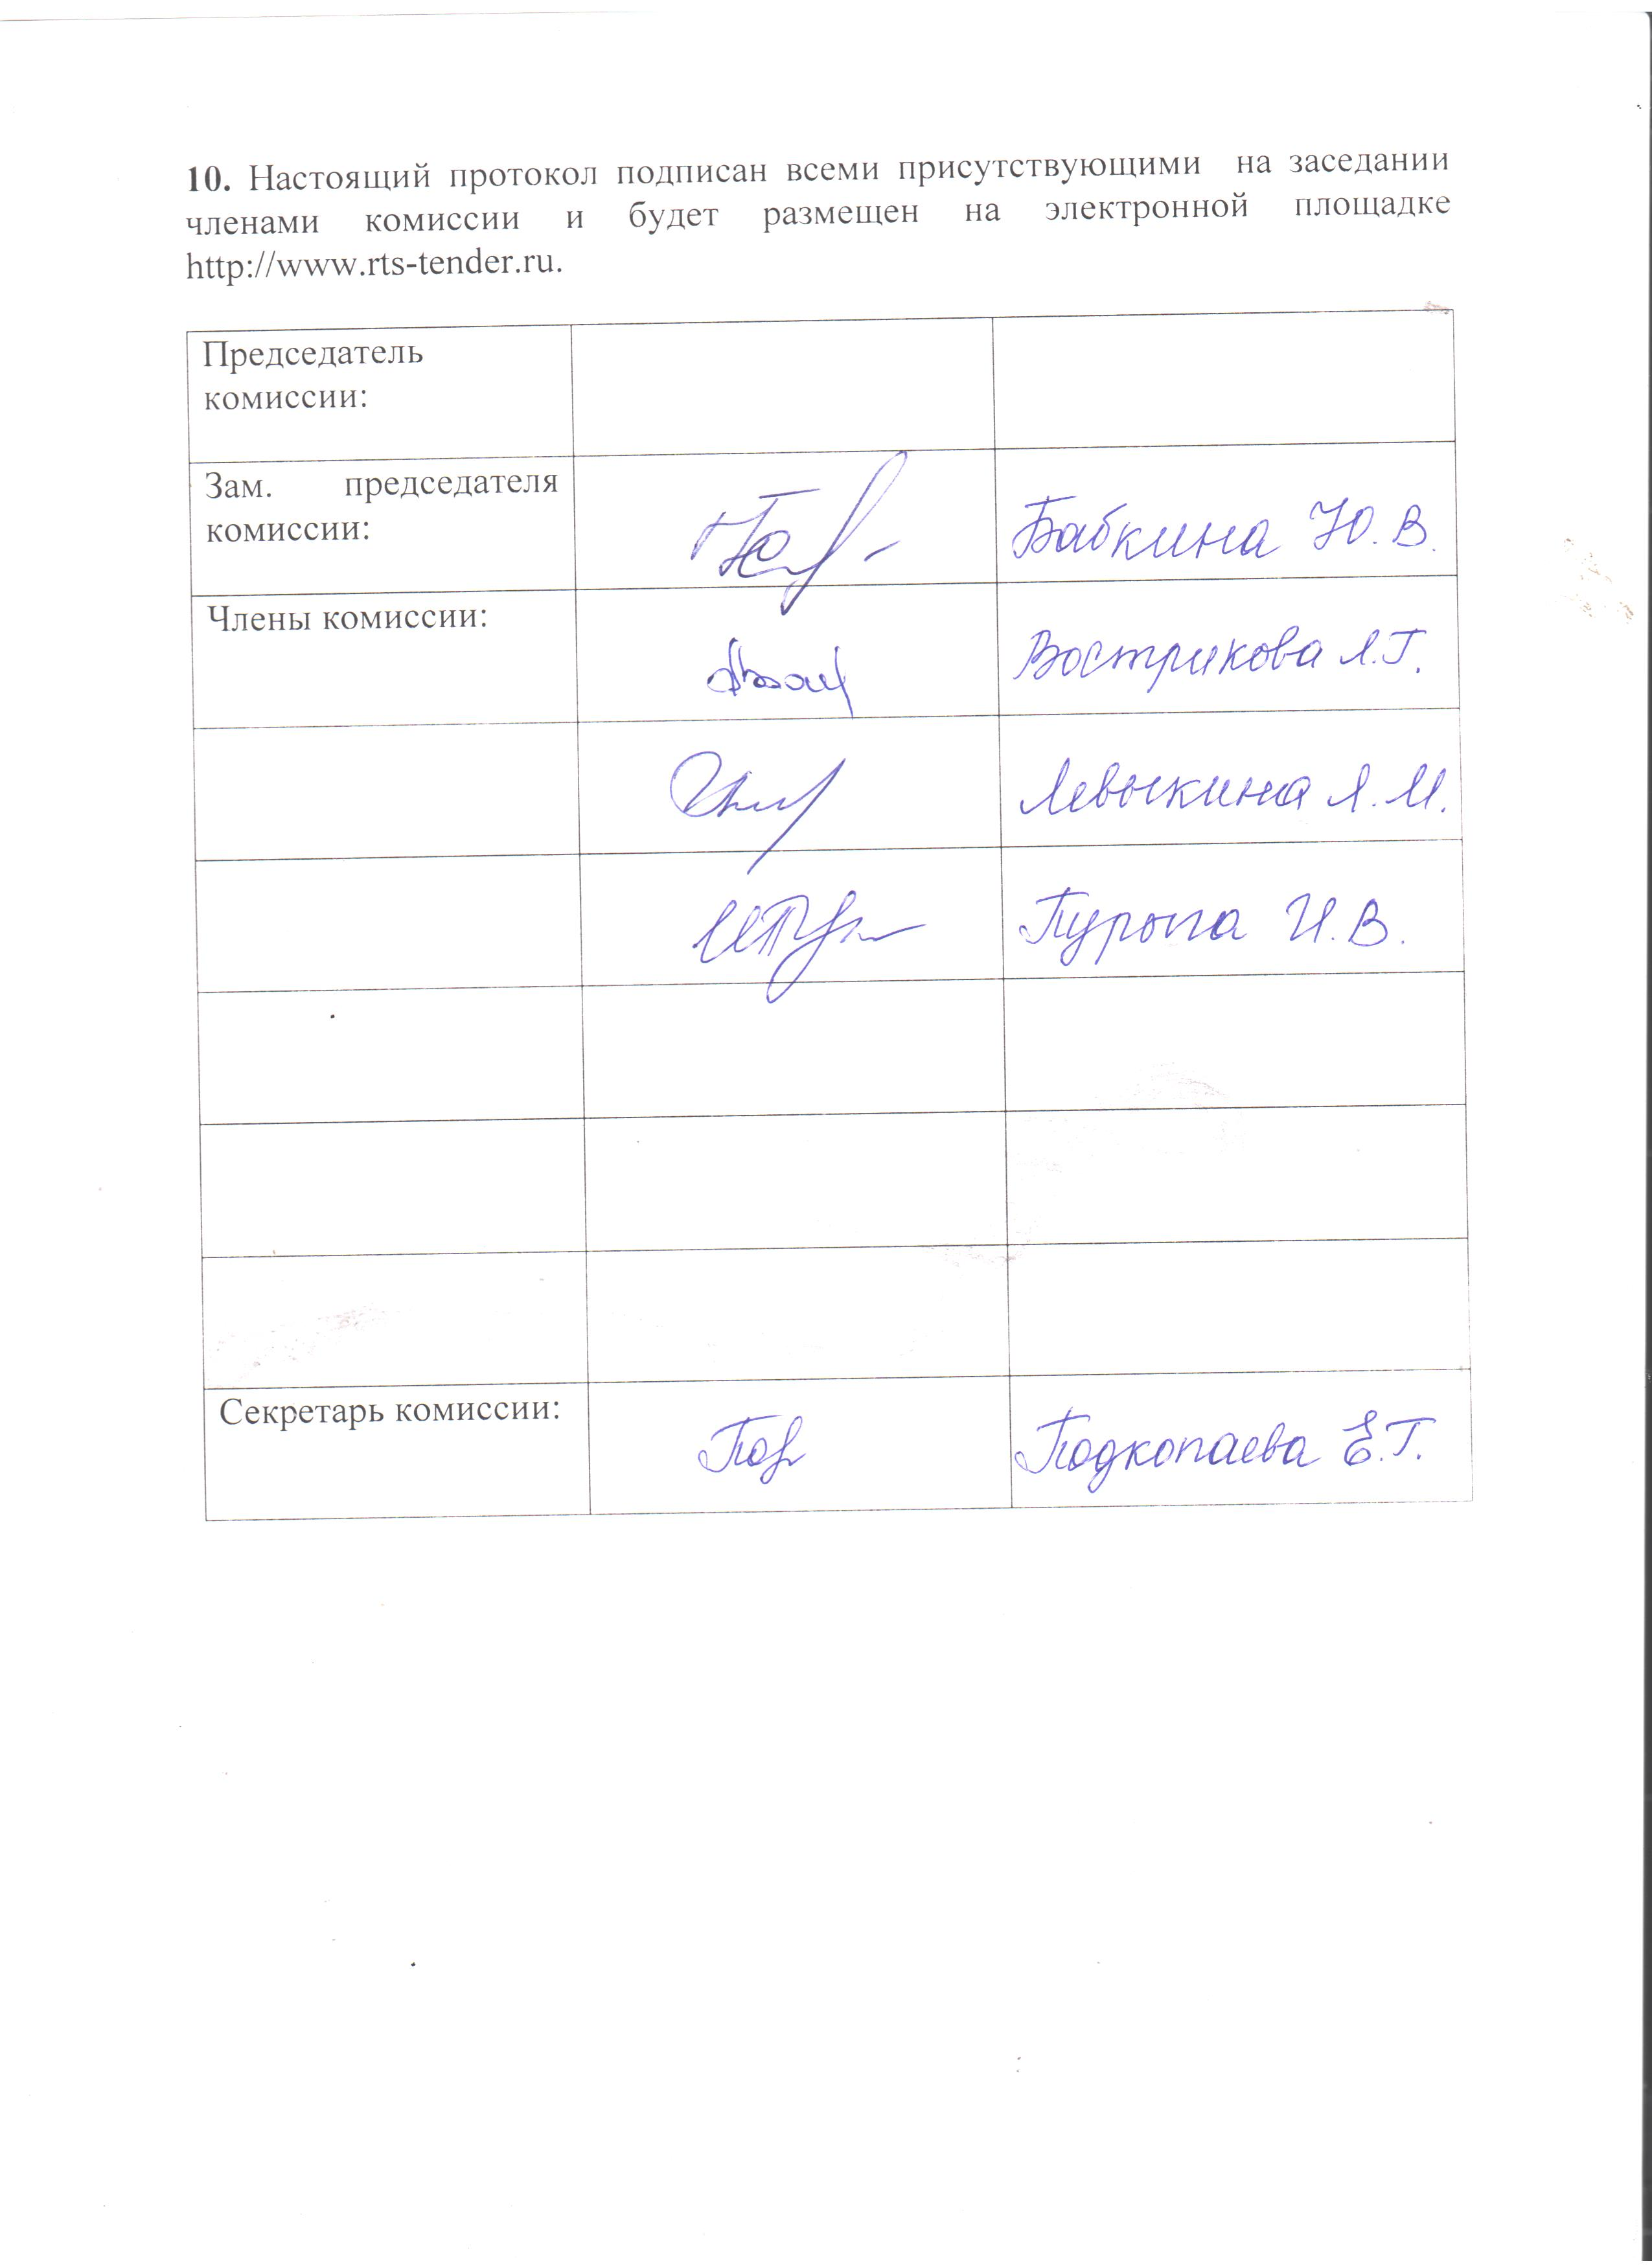 10. Настоящий протокол подписан всеми присутствующими на заседании
членами комиссии и будет размещен на электронной площадке
http://www.rts-tender.ru.
Председатель
комиссии:
Зам. председателя
комиссии:
Бабкина Ю.В.
Члены комиссии:
Вострикова Л.Г.
Левыкина Л.М.
Пурыга И.В.
Секретарь комиссии:
Подкопаева Е.Г.